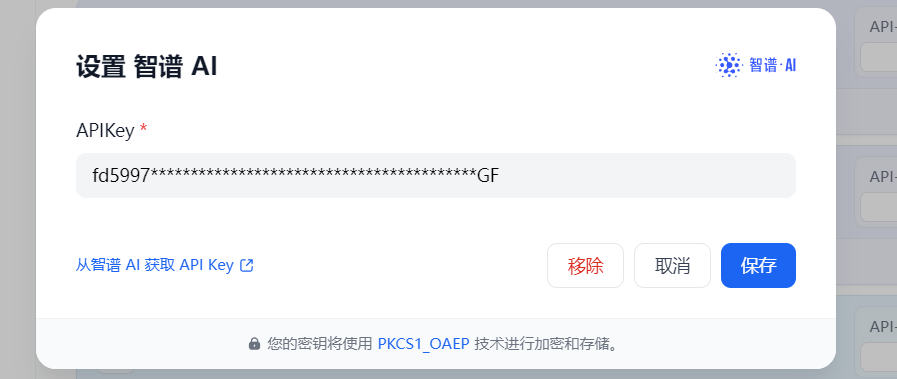 API-
设置 智谱 AI
智谱·AI
APIKey *
fd5997*****************************************GF
API-
从智谱 AI 获取 API Key
移除
取消
保存
API-
您的密钥将使用 PKCS1_OAEP 技术进行加密和存储。